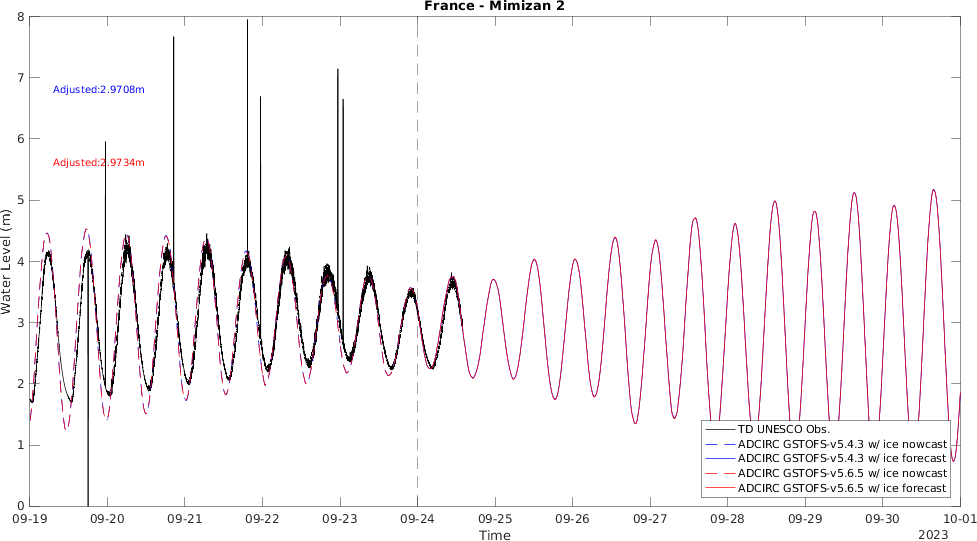 France - Mimizan 2
8
7
6
5
4
3
2
1
0
Water Level (m)
Adjusted:2.9708m
Adjusted:2.9734m
TD UNESCO Obs.
ADCIRC GSTOFS-v5.4.3 w/ ice nowcast
ADCIRC GSTOFS-v5.4.3 w/ ice forecast
ADCIRC GSTOFS-v5.6.5 w/ ice nowcast
ADCIRC GSTOFS-v5.6.5 w/ ice forecast
09-19 09-20 09-21 09-22 09-23 09-24 09-25 09-26 09-27 09-28 09-29 09-30 10-01
Time
2023